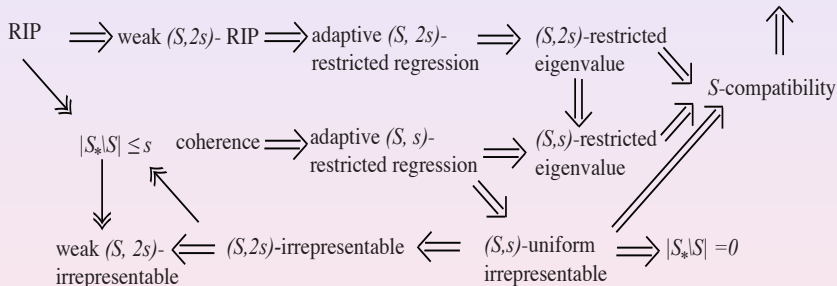 RIP
weak (S,2s)- RIP
adaptive (S, 2s)-
restricted regression
(S,2s)-restricted
eigenvalue
S-compatibility
|S*\S| ≤ s
coherence
adaptive (S, s)-
restricted regression
(S,s)-restricted
eigenvalue
weak (S, 2s)-
irrepresentable
(S,2s)-irrepresentable
(S,s)-uniform
irrepresentable
|S*\S| =0